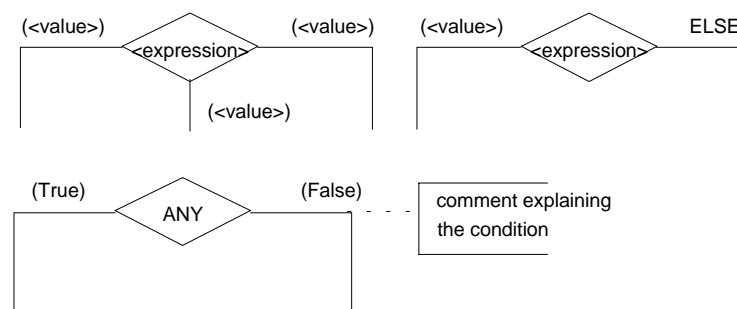 (<value>) (<value>) (<value>) ELSE
<expression> <expression>
(<value>)
(True) (False)
ANY
comment explaining
the condition